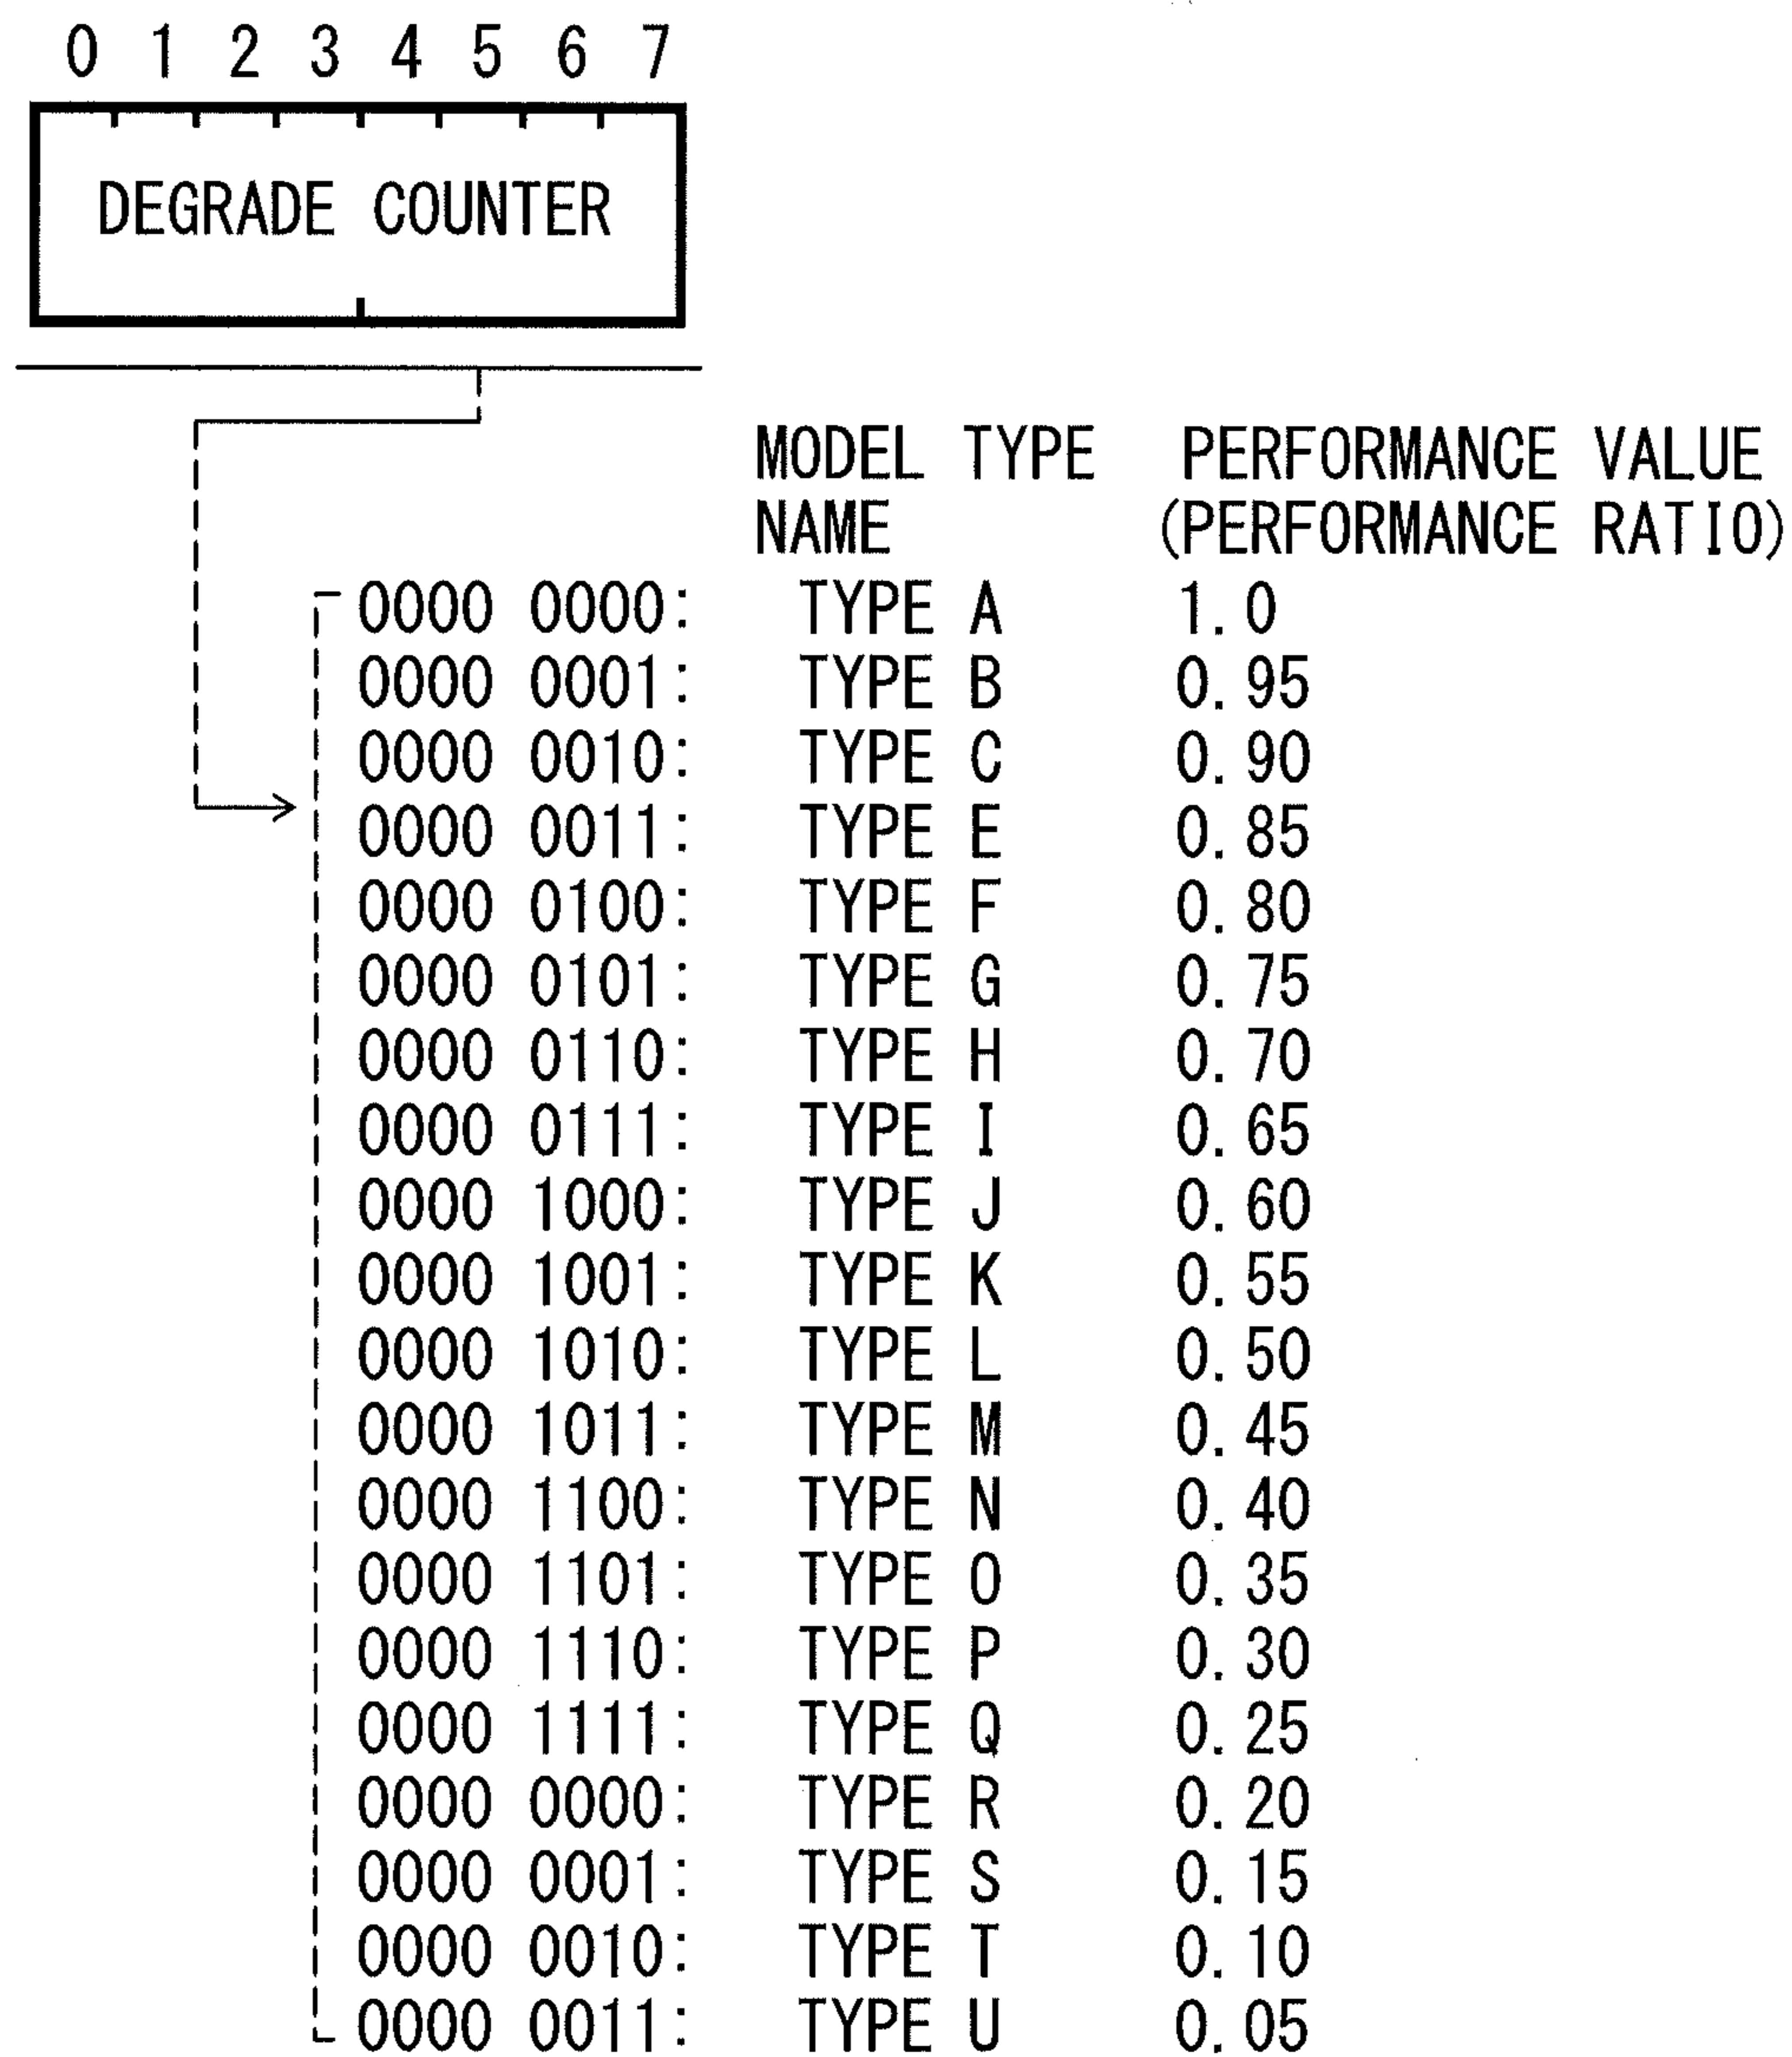 0 1 2 3 4 5 6 7
DEGRADE COUNTER
MODEL TYPE PERFORMANCE VALUE
NAME (PERFORMANCE RATIO)
0000 0000: TYPE A 1.0
0000 0001: TYPE B 0.95
0000 0010: TYPE C 0.90
0000 0011: TYPE E 0.85
0000 0100: TYPE F 0.80
0000 0101: TYPE G 0.75
0000 0110: TYPE H 0.70
0000 0111: TYPE I 0.65
0000 1000: TYPE J 0.60
0000 1001: TYPE K 0.55
0000 1010: TYPE L 0.50
0000 1011: TYPE M 0.45
0000 1100: TYPE N 0.40
0000 1101: TYPE O 0.35
0000 1110: TYPE P 0.30
0000 1111: TYPE Q 0.25
0000 0000: TYPE R 0.20
0000 0001: TYPE S 0.15
0000 0010: TYPE T 0.10
0000 0011: TYPE U 0.05